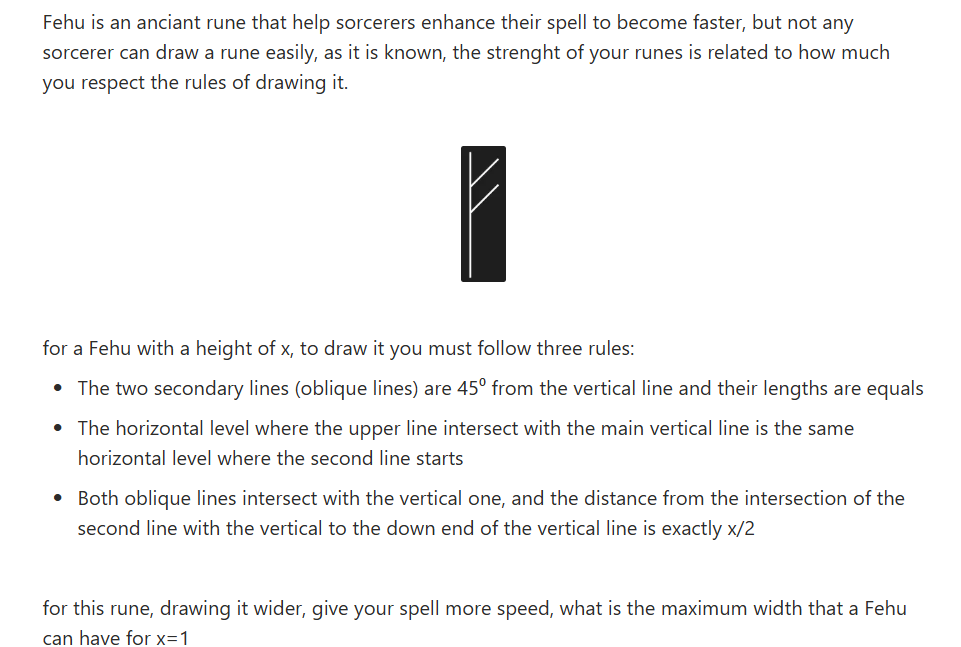 Fehu is an anciant rune that help sorcerers enhance their spell to become faster, but not any
sorcerer can draw a rune easily, as it is known, the strenght of your runes is related to how much
you respect the rules of drawing it.
for a Fehu with a height of x, to draw it you must follow three rules:
• The two secondary lines (oblique lines) are 45⁰ from the vertical line and their lengths are equals
• The horizontal level where the upper line intersect with the main vertical line is the same
horizontal level where the second line starts
• Both oblique lines intersect with the vertical one, and the distance from the intersection of the
second line with the vertical to the down end of the vertical line is exactly x/2
for this rune, drawing it wider, give your spell more speed, what is the maximum width that a Fehu
can have for x=1